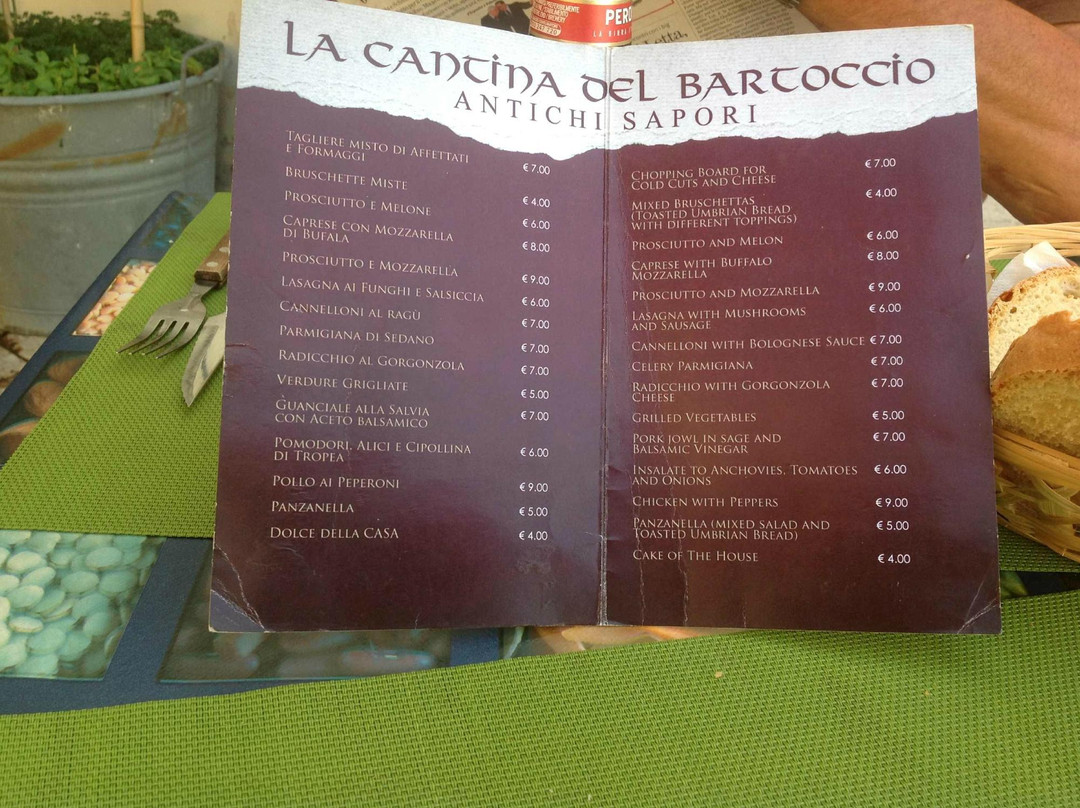 PERO
LA BIRRA
Letta,
La Cantina del Bartoccio
ANTICHI SAPORI
Tagliere misto di Affettati
e Formaggi € 7.00
Bruschette Miste € 4.00
Prosciutto e Melone € 6.00
Caprese con Mozzarella
di Bufala € 8.00
Prosciutto e Mozzarella € 9.00
Lasagna ai Funghi e Salsiccia € 6.00
Cannelloni al ragù € 7.00
Parmigiana di Sedano € 7.00
Radicchio al Gorgonzola € 7.00
Verdure Grigliate € 5.00
Guanciale alla Salvia
con Aceto balsamico € 7.00
Pomodori, Alici e Cipollina
di Tropea € 6.00
Pollo ai Peperoni € 9.00
Panzanella € 5.00
Dolce della Casa € 4.00
Chopping Board for € 7.00
Cold Cuts and Cheese
Mixed Bruschettas € 4.00
(Toasted Umbrian Bread
with different toppings)
Prosciutto and Melon € 6.00
Caprese with Buffalo € 8.00
Mozzarella
Prosciutto and Mozzarella € 9.00
Lasagna with Mushrooms € 6.00
and Sausage
Cannelloni with Bolognese Sauce € 7.00
Celery Parmigiana € 7.00
Radicchio with Gorgonzola € 7.00
Cheese
Grilled Vegetables € 5.00
Pork jowl in sage and € 7.00
Balsamic Vinegar
Insalate to Anchovies, Tomatoes € 6.00
and Onions
Chicken with Peppers € 9.00
Panzanella (mixed salad and € 5.00
Toasted Umbrian Bread)
Cake of The House € 4.00